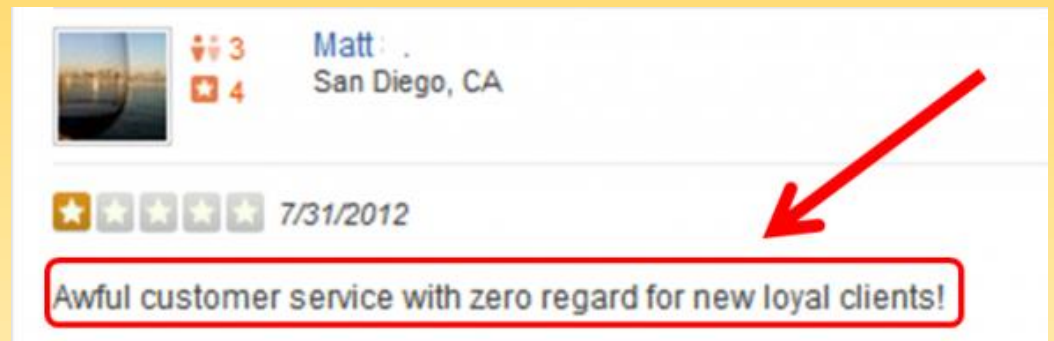 3
Matt .
4
San Diego, CA
7/31/2012
Awful customer service with zero regard for new loyal clients!